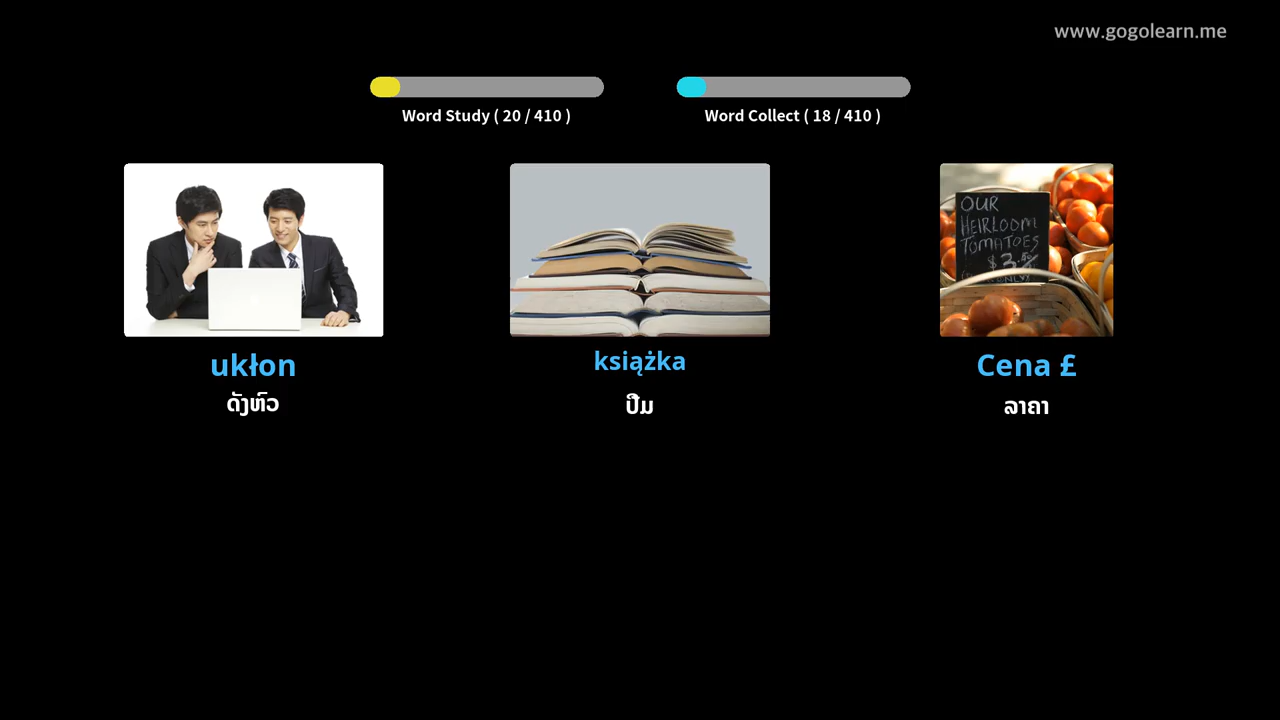 www.gogolearn.me
Word Study ( 20 / 410 )
Word Collect ( 18 / 410 )
OUR
HEIRLOOM
TOMATOES
ukłon
ດັງຫົວ
książka
ປຶ້ມ
Cena £
ລາຄາ